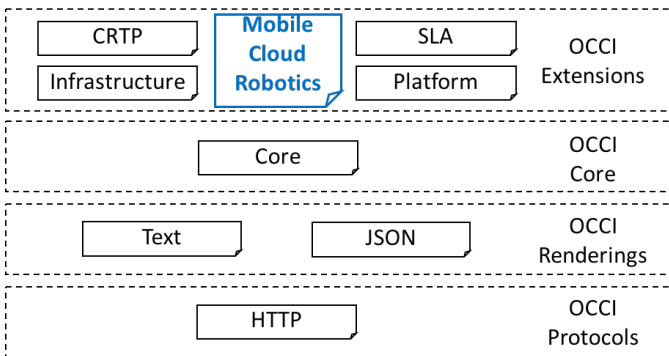 CRTP
Infrastructure
Mobile
Cloud
Robotics
SLA
Platform
OCCI
Extensions
Core
OCCI
Core
Text
JSON
OCCI
Renderings
HTTP
OCCI
Protocols